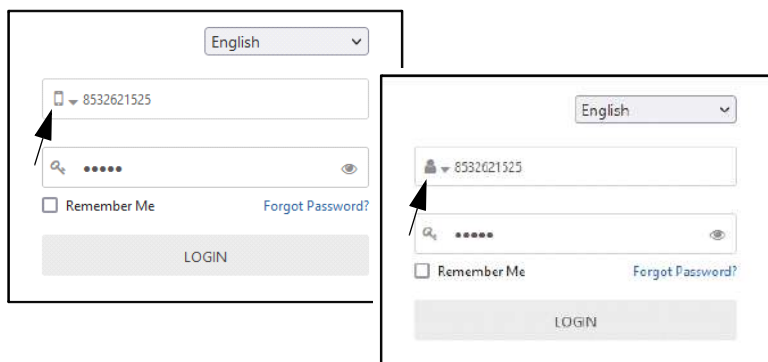 English
8532621525
•••••
Remember Me Forgot Password?
LOGIN
English
8532621525
•••••
Remember Me Forgot Password?
LOGIN